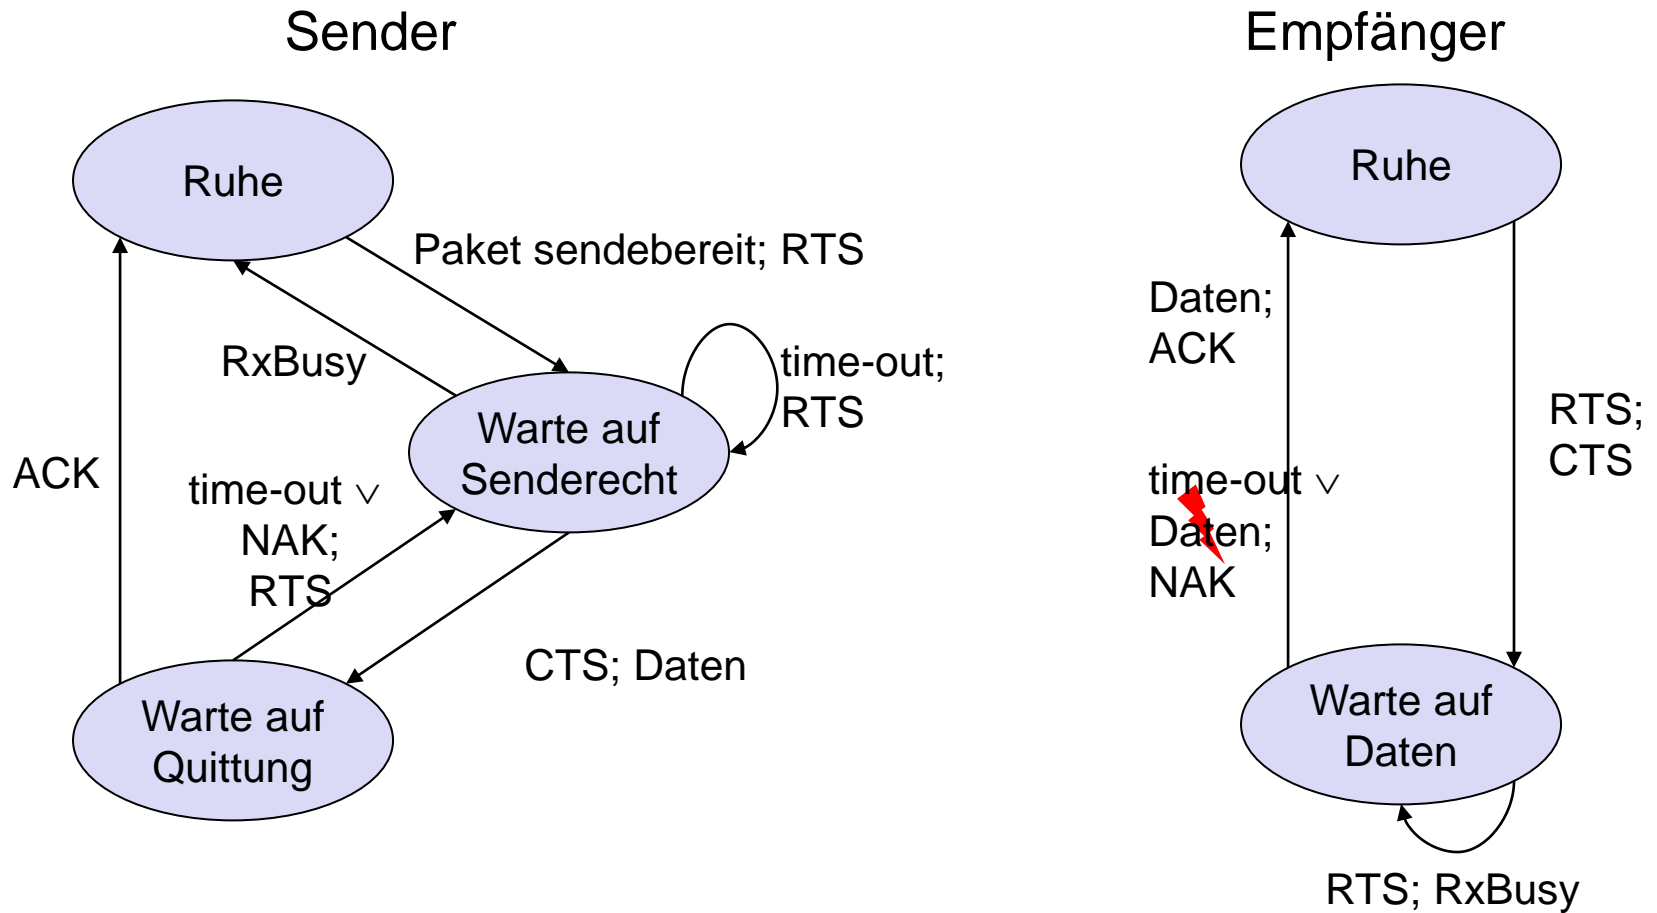 Sender
Ruhe
Paket sendebereit; RTS
RxBusy
time-out;
RTS
Warte auf
Senderecht
ACK
time-out ∨
NAK;
RTS
CTS; Daten
Warte auf
Quittung
Empfänger
Ruhe
Daten;
ACK
RTS;
CTS
time-out ∨
Daten;
NAK
Warte auf
Daten
RTS; RxBusy